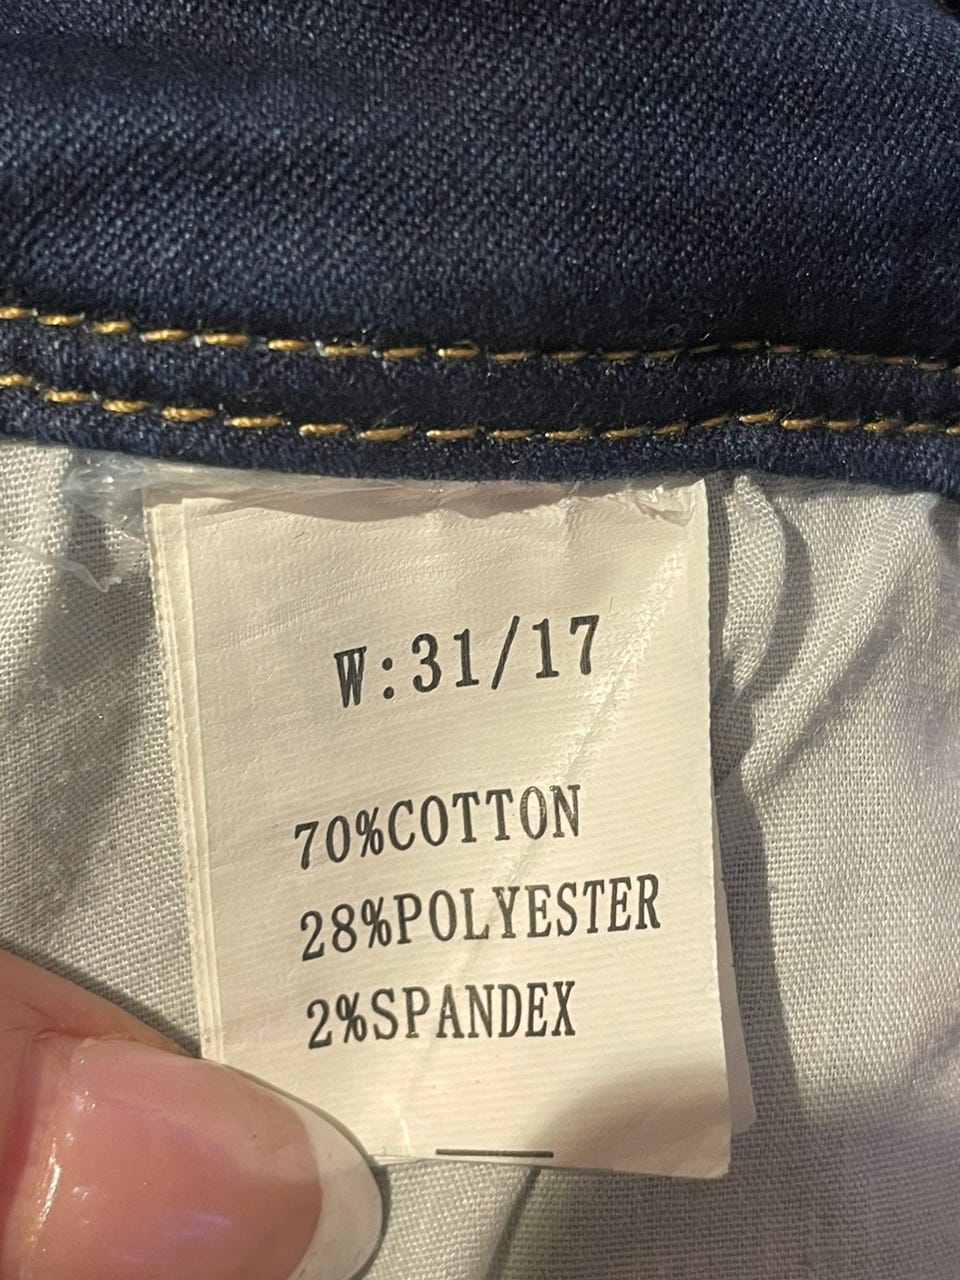 W:31/17
70%COTTON
28%POLYESTER
2%SPANDEX